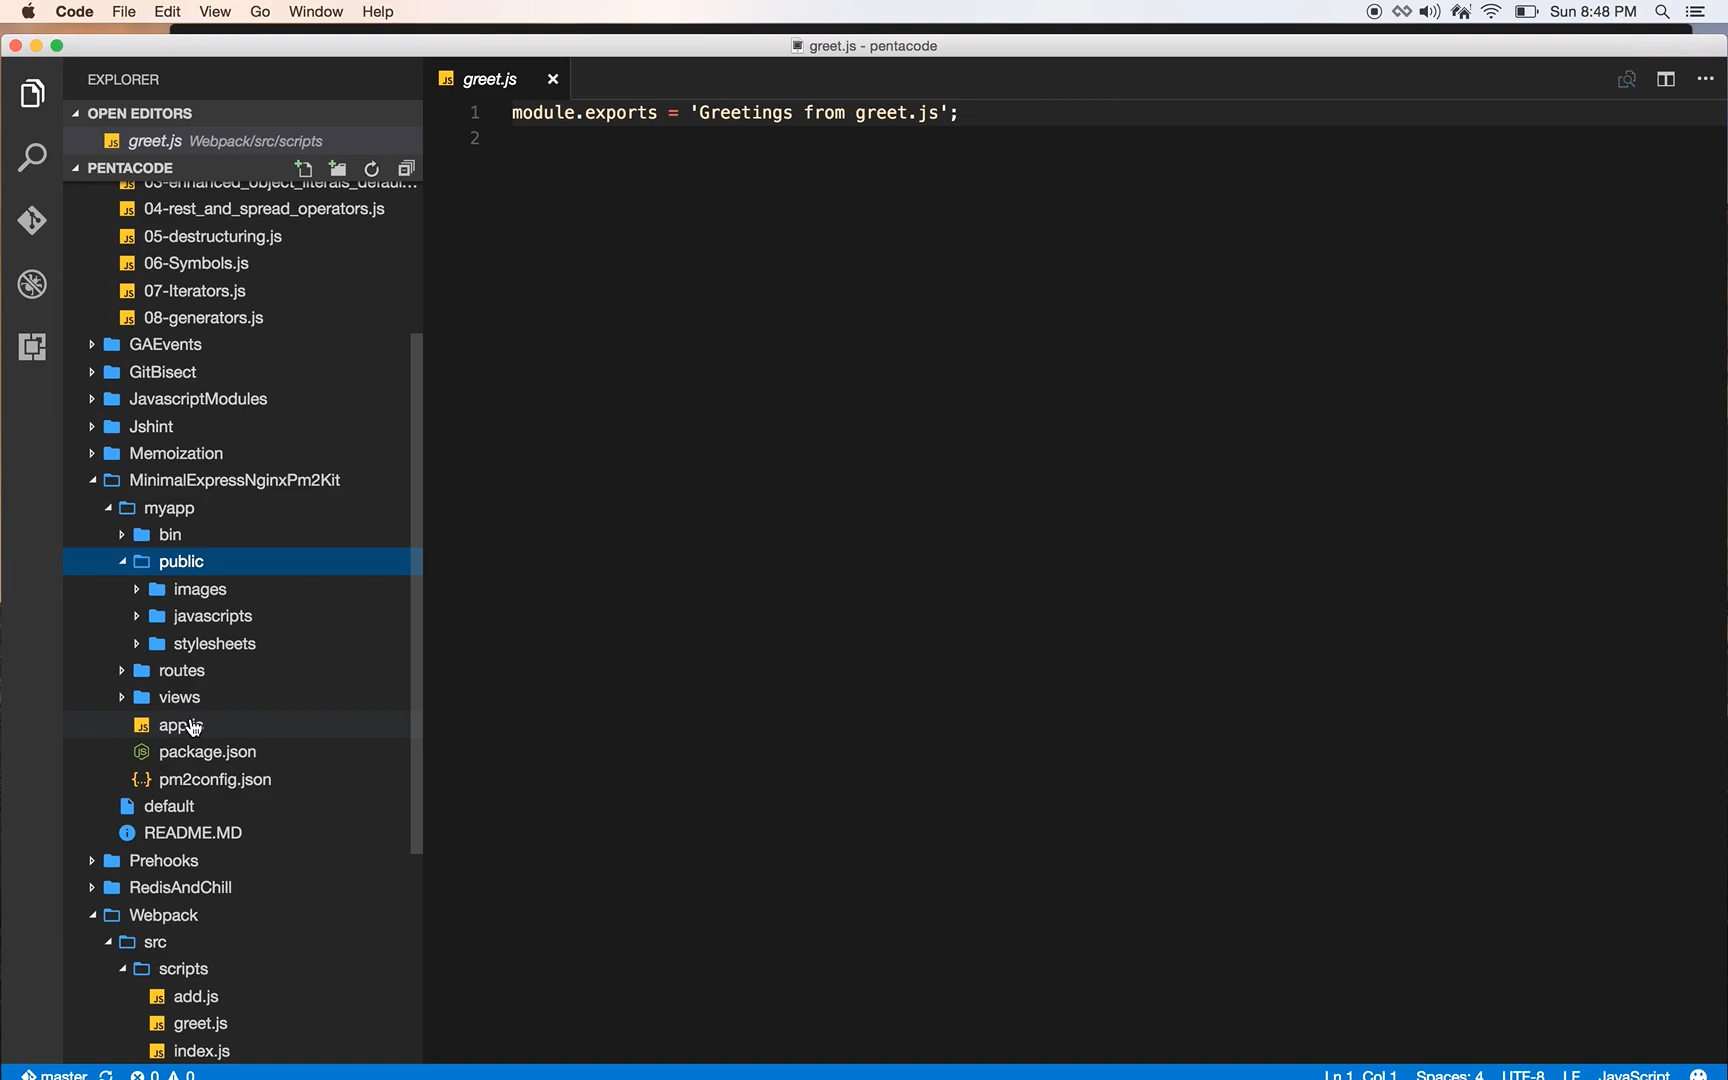 Code File Edit View Go Window Help Sun 8:48 PM
greet.js - pentacode
EXPLORER
greet.js
OPEN EDITORS
greet.js Webpack/src/scripts
PENTACODE
1 module.exports = 'Greetings from greet.js';
2
03-enhanced_object_literals_defaul...
04-rest_and_spread_operators.js
05-destructuring.js
06-Symbols.js
07-Iterators.js
08-generators.js
GAEvents
GitBisect
JavascriptModules
Jshint
Memoization
MinimalExpressNginxPm2Kit
myapp
bin
public
images
javascripts
stylesheets
routes
views
app.js
package.json
pm2config.json
default
README.MD
Prehooks
RedisAndChill
Webpack
src
scripts
add.js
greet.js
index.js
master 0 0 Ln 1, Col 1 Spaces: 4 UTF-8 LF JavaScript